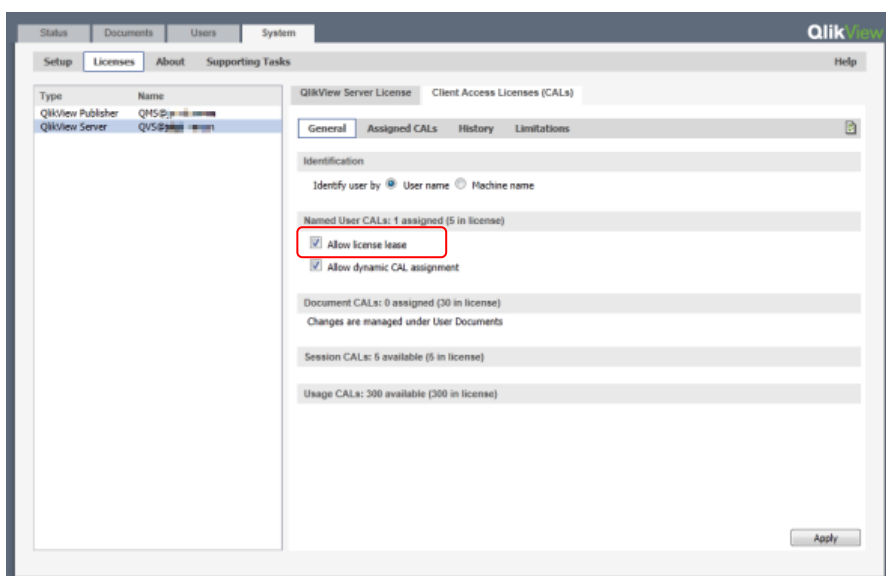 Status Documents Users System QlikView
Setup Licenses About Supporting Tasks Help
Type Name
QlikView Publisher QMS@
QlikView Server QVS@
QlikView Server License Client Access Licenses (CALs)
General Assigned CALs History Limitations
Identification
Identify user by User name Machine name
Named User CALs: 1 assigned (5 in license)
Allow license lease
Allow dynamic CAL assignment
Document CALs: 0 assigned (30 in license)
Changes are managed under User Documents
Session CALs: 5 available (5 in license)
Usage CALs: 300 available (300 in license)
Apply